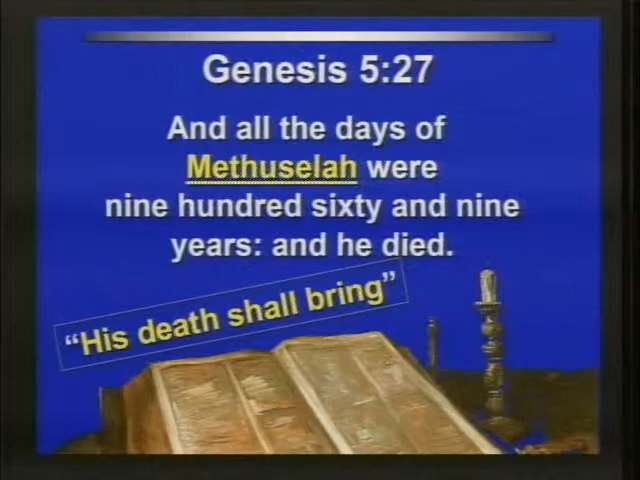 Genesis 5:27
And all the days of
Methuselah were
nine hundred sixty and nine
years: and he died.
“His death shall bring”